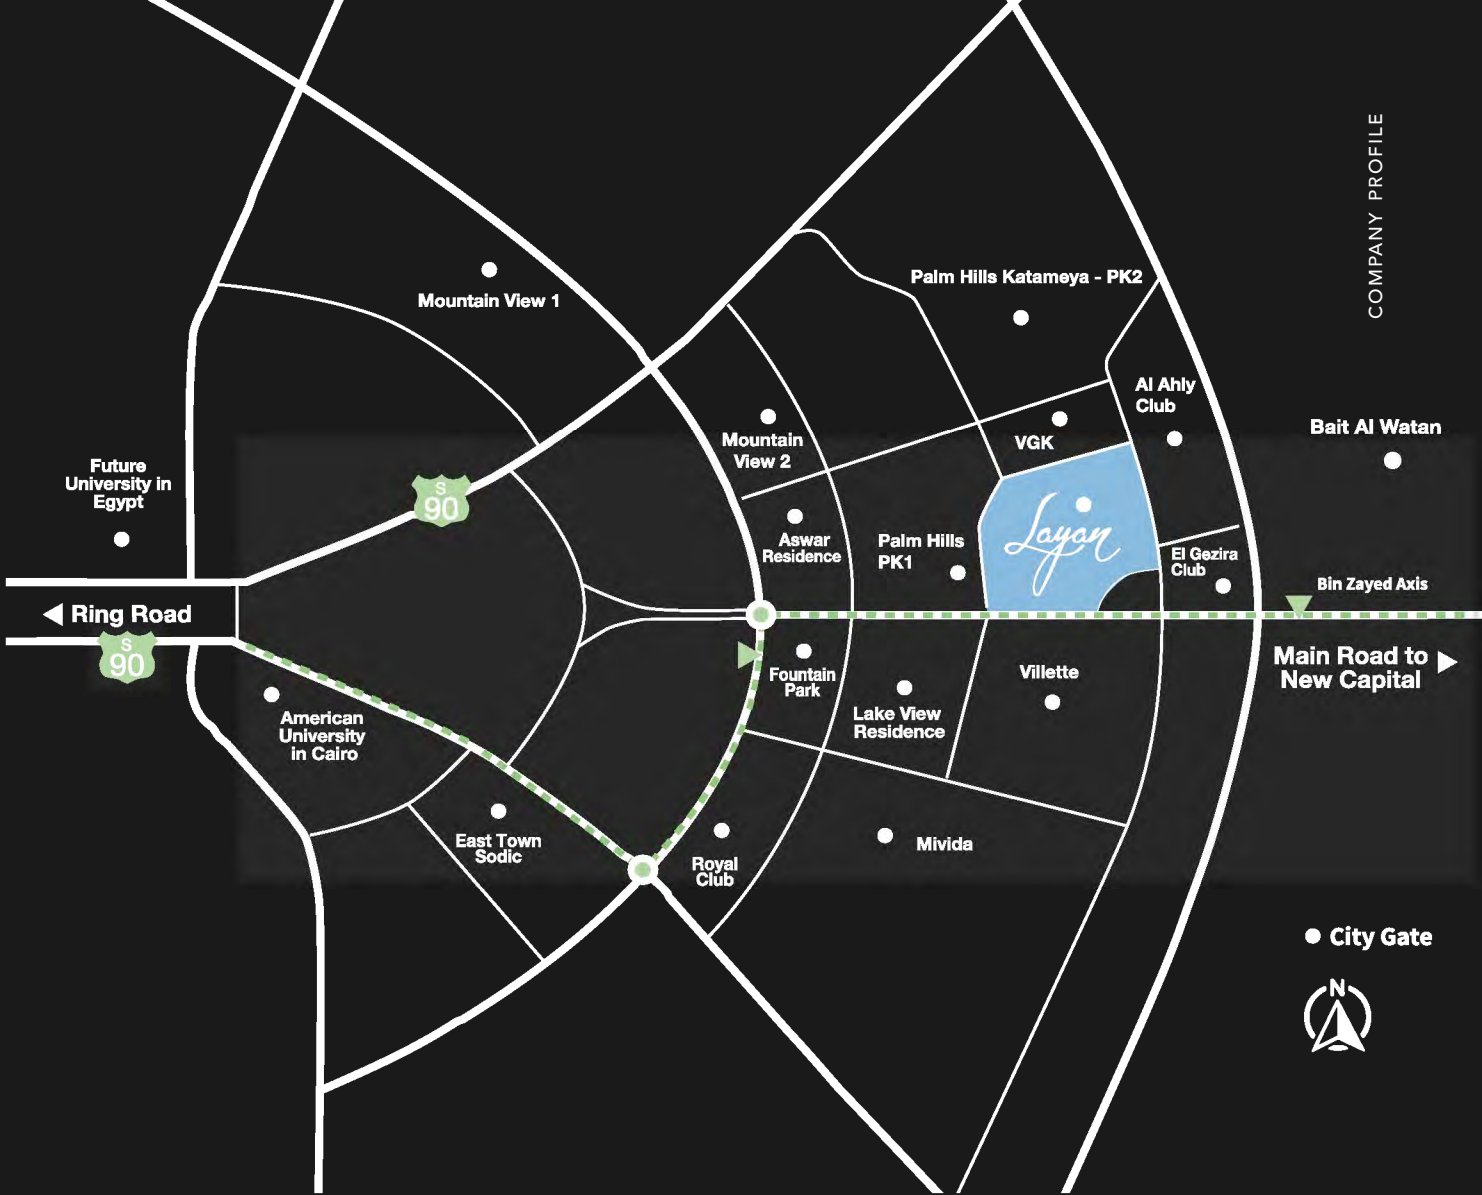 COMPANY PROFILE
Palm Hills Katameya - PK2
Mountain View 1
Al Ahly
Club
Bait Al Watan
Mountain
View 2
VGK
Future
University in
Egypt
S
90
Layan
Aswar
Residence
Palm Hills
PK1
El Gezira
Club
Bin Zayed Axis
Ring Road
S
90
Main Road to
New Capital
Fountain
Park
Villette
Lake View
Residence
American
University
in Cairo
East Town
Sodic
Royal
Club
Mivida
City Gate
N